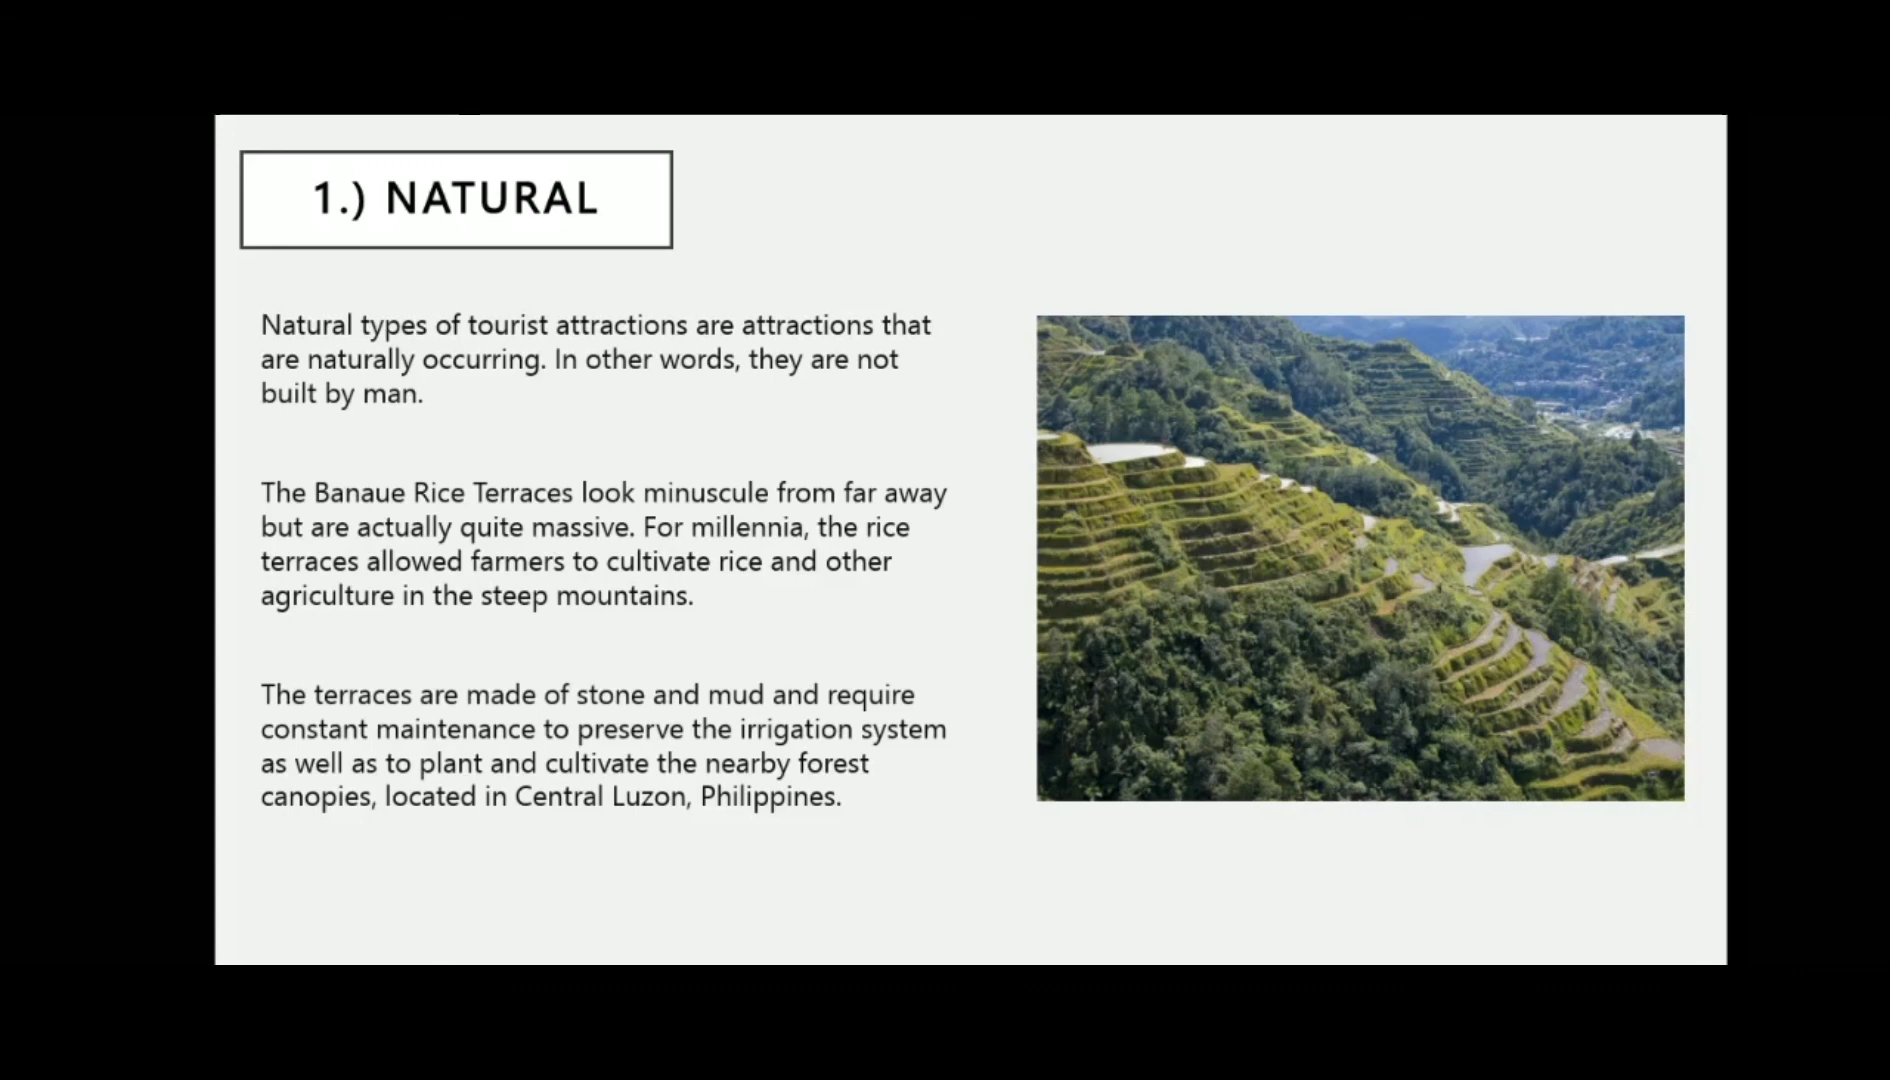 1.) NATURAL
Natural types of tourist attractions are attractions that
are naturally occurring. In other words, they are not
built by man.
The Banaue Rice Terraces look minuscule from far away
but are actually quite massive. For millennia, the rice
terraces allowed farmers to cultivate rice and other
agriculture in the steep mountains.
The terraces are made of stone and mud and require
constant maintenance to preserve the irrigation system
as well as to plant and cultivate the nearby forest
canopies, located in Central Luzon, Philippines.